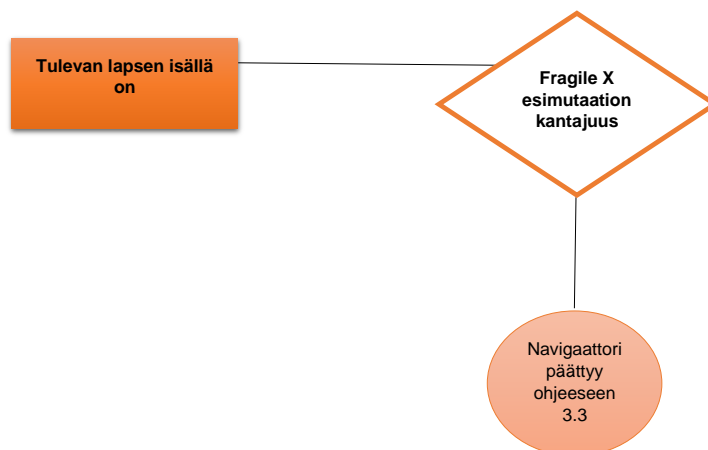 Tulevan lapsen isällä
on
Fragile X
esimutaation
kantajuus
Navigaattori
päättyy
ohjeeseen
3.3